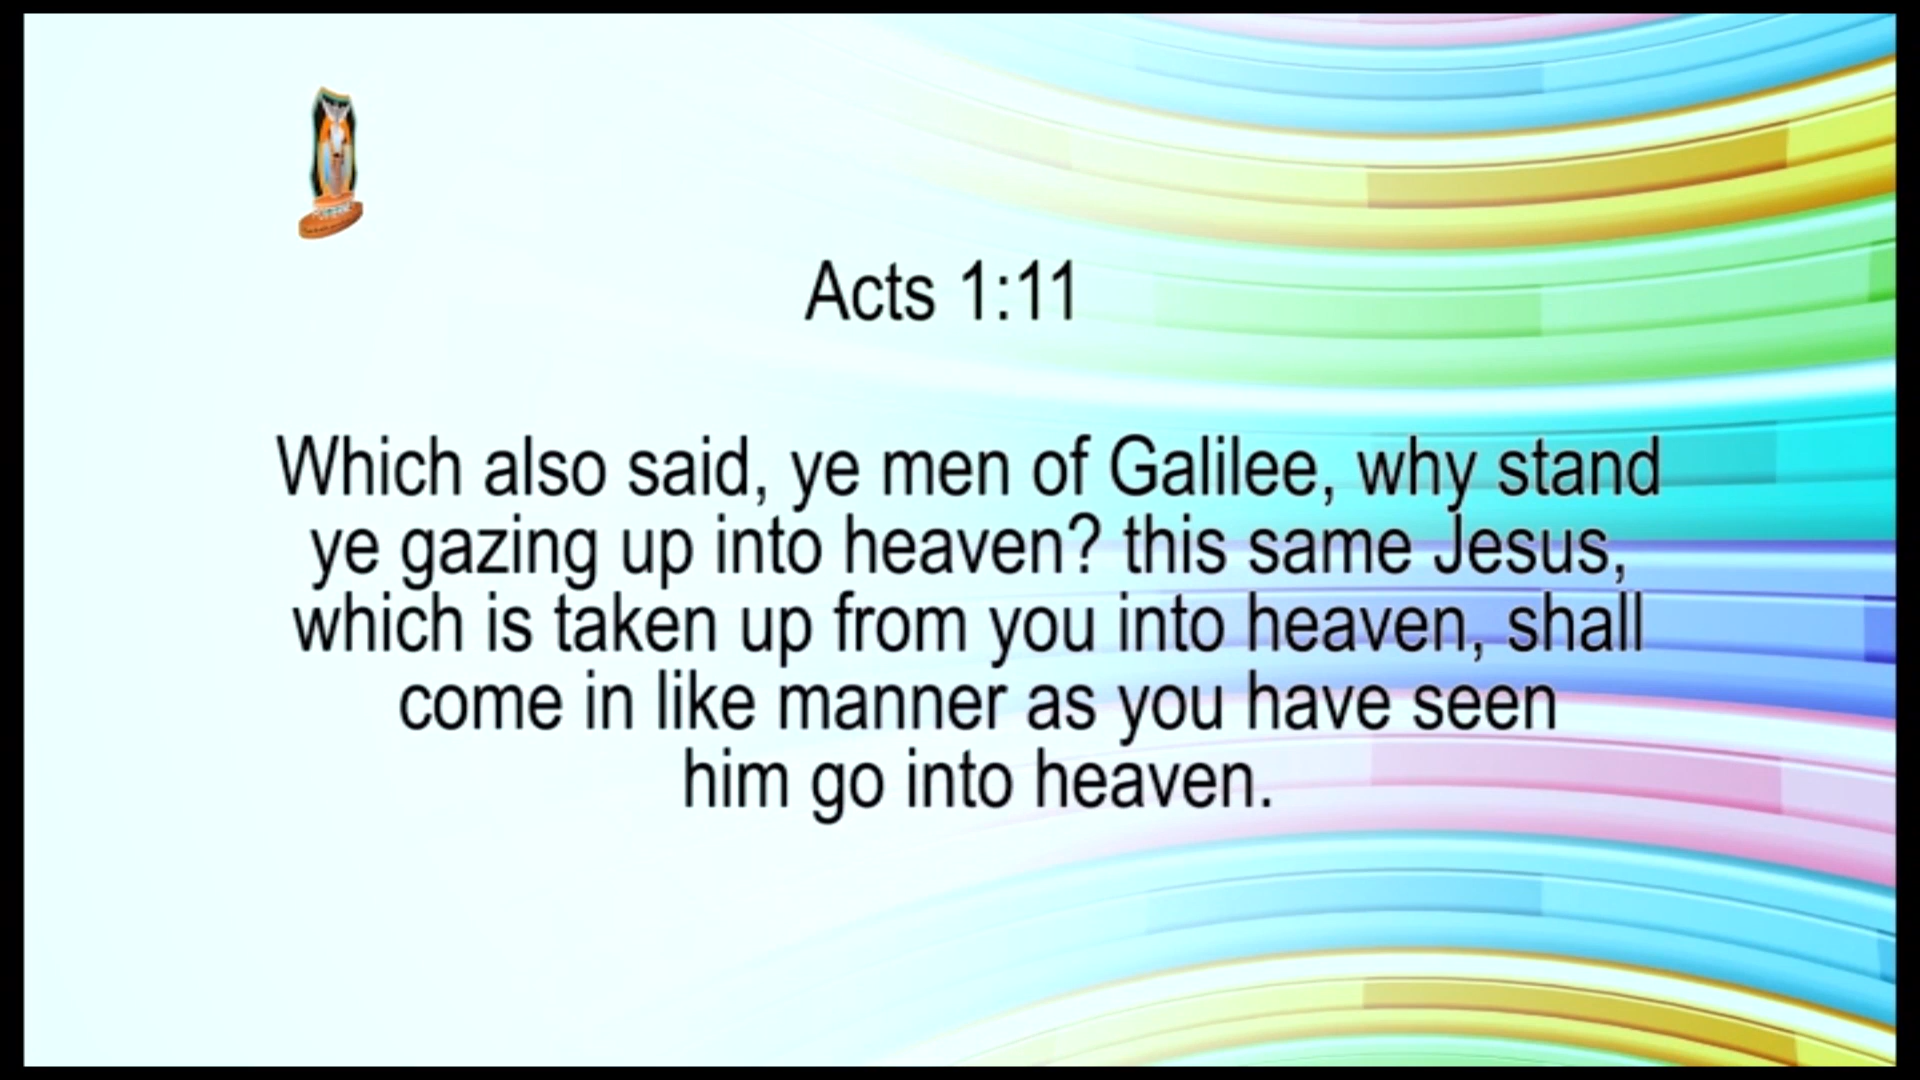 Acts 1:11
Which also said, ye men of Galilee, why stand
ye gazing up into heaven? this same Jesus,
which is taken up from you into heaven, shall
come in like manner as you have seen
him go into heaven.